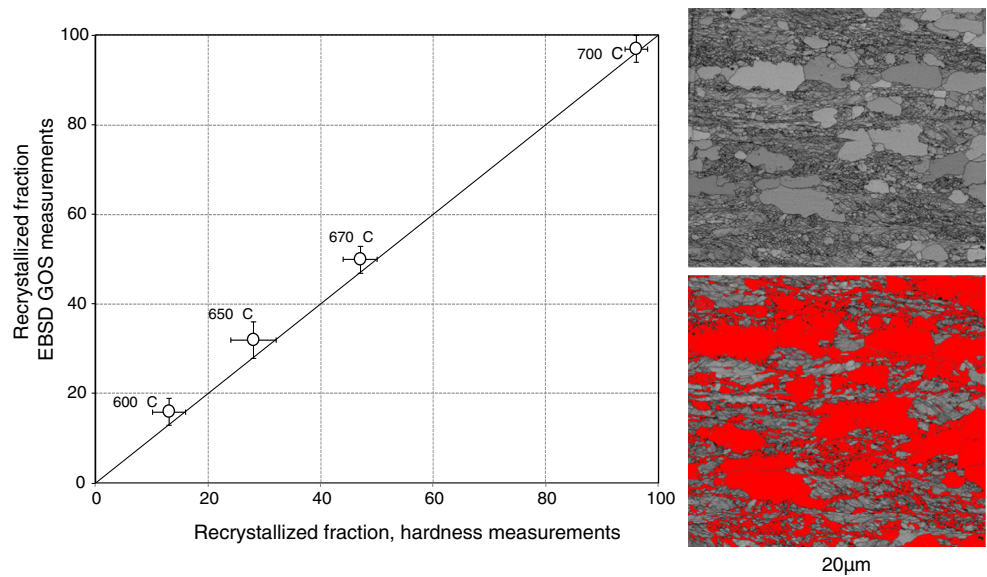 Recrystallized fraction
EBSD GOS measurements
100
80
60
40
20
0
700 C
670 C
650 C
600 C
0 20 40 60 80 100
Recrystallized fraction, hardness measurements
20µm